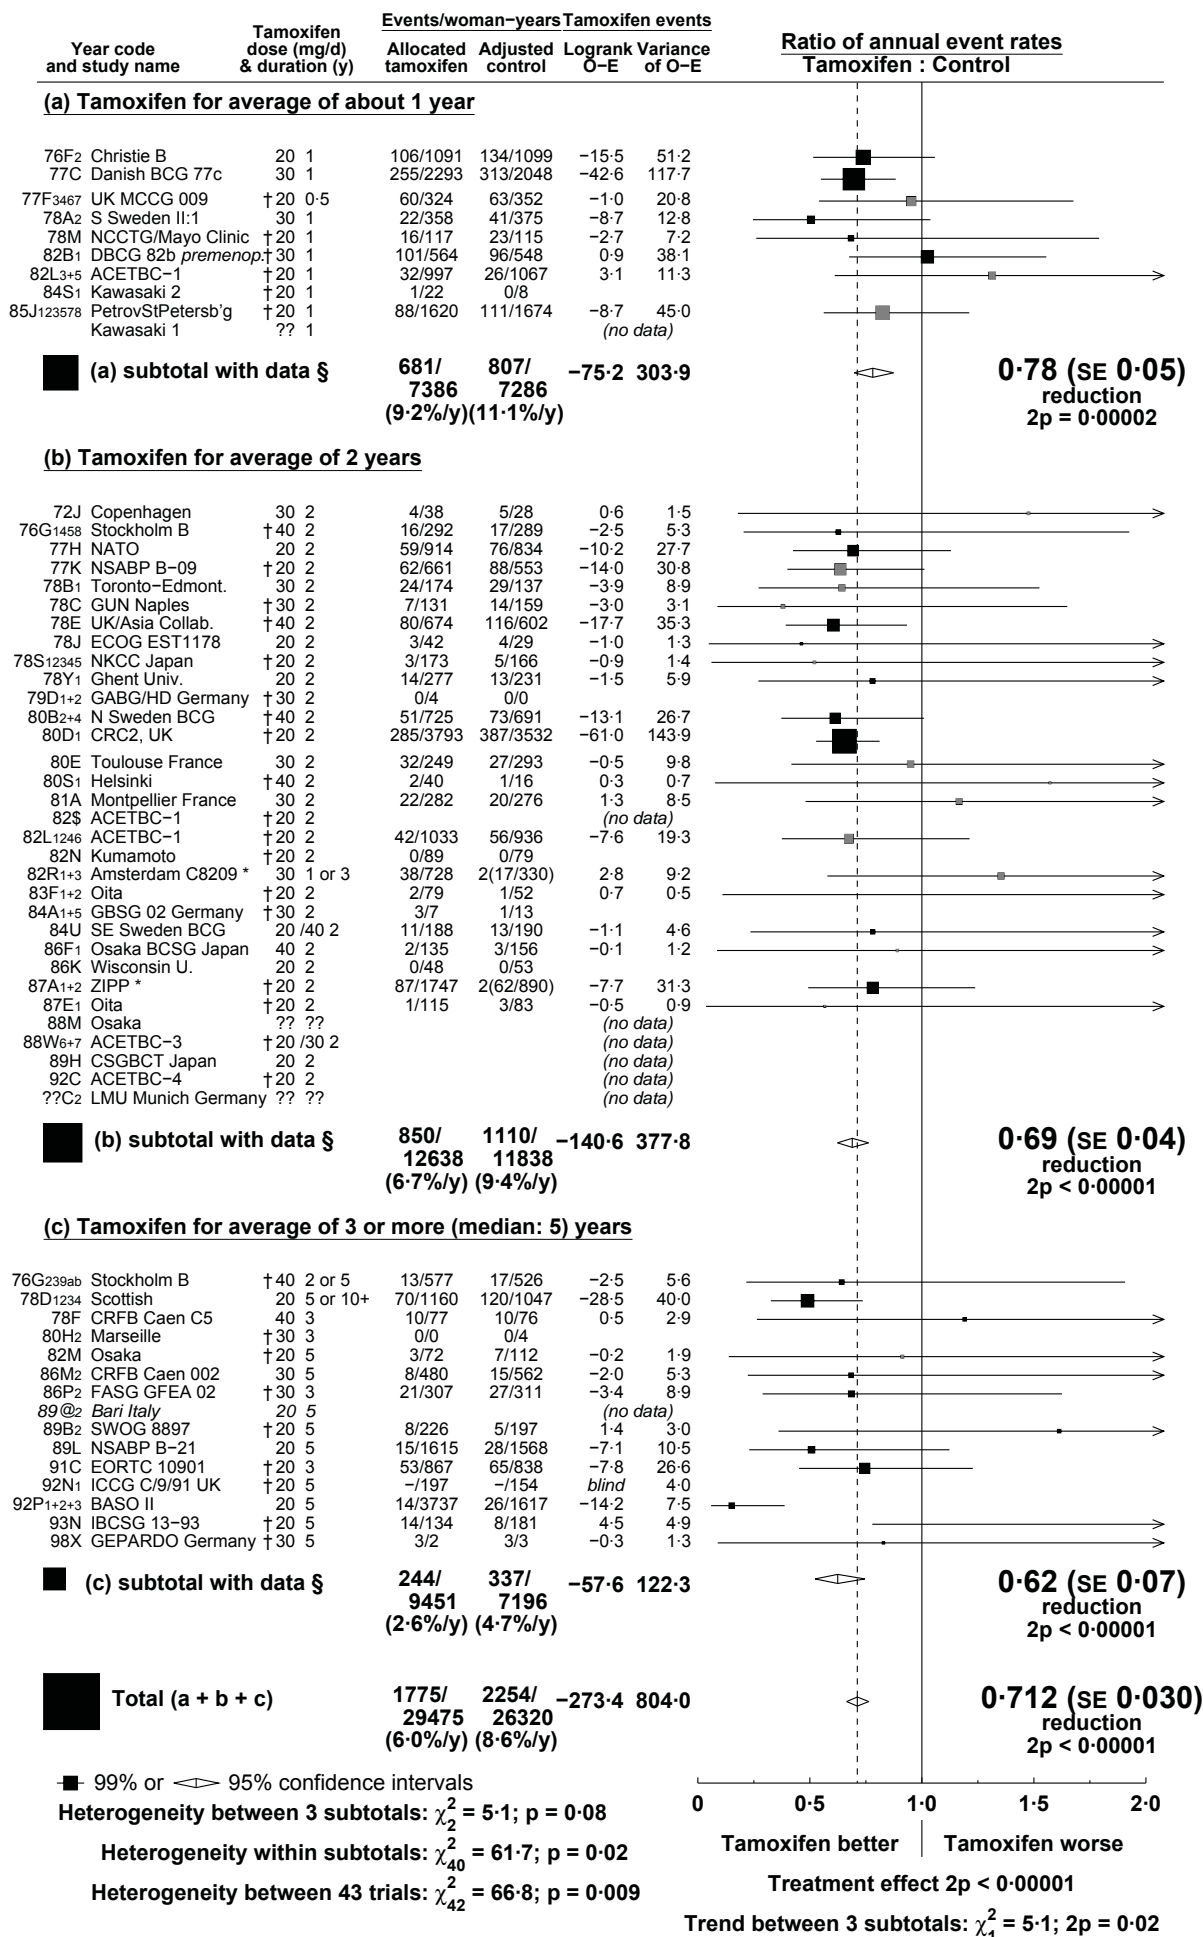 Year code and study name | Tamoxifen dose (mg/d) & duration (y) | Events/woman−years: Allocated tamoxifen | Adjusted control | Tamoxifen events: Logrank O−E | Variance of O−E | Ratio of annual event rates Tamoxifen : Control
(a) Tamoxifen for average of about 1 year
76F2 Christie B 20 1 106/1091 134/1099 −15·5 51·2
77C Danish BCG 77c 30 1 255/2293 313/2048 −42·6 117·7
77F3467 UK MCCG 009 †20 0·5 60/324 63/352 −1·0 20·8
78A2 S Sweden II:1 30 1 22/358 41/375 −8·7 12·8
78M NCCTG/Mayo Clinic †20 1 16/117 23/115 −2·7 7·2
82B1 DBCG 82b premenop.†30 1 101/564 96/548 0·9 38·1
82L3+5 ACETBC−1 †20 1 32/997 26/1067 3·1 11·3
84S1 Kawasaki 2 †20 1 1/22 0/8
85J123578 PetrovStPetersb'g †20 1 88/1620 111/1674 −8·7 45·0
Kawasaki 1 ?? 1 (no data)
(a) subtotal with data § 681/7386 (9·2%/y) 807/7286 (11·1%/y) −75·2 303·9 0·78 (SE 0·05) reduction 2p = 0·00002
(b) Tamoxifen for average of 2 years
72J Copenhagen 30 2 4/38 5/28 0·6 1·5
76G1458 Stockholm B †40 2 16/292 17/289 −2·5 5·3
77H NATO 20 2 59/914 76/834 −10·2 27·7
77K NSABP B−09 †20 2 62/661 88/553 −14·0 30·8
78B1 Toronto−Edmont. 30 2 24/174 29/137 −3·9 8·9
78C GUN Naples †30 2 7/131 14/159 −3·0 3·1
78E UK/Asia Collab. †40 2 80/674 116/602 −17·7 35·3
78J ECOG EST1178 20 2 3/42 4/29 −1·0 1·3
78S12345 NKCC Japan †20 2 3/173 5/166 −0·9 1·4
78Y1 Ghent Univ. 20 2 14/277 13/231 −1·5 5·9
79D1+2 GABG/HD Germany †30 2 0/4 0/0
80B2+4 N Sweden BCG †40 2 51/725 73/691 −13·1 26·7
80D1 CRC2, UK †20 2 285/3793 387/3532 −61·0 143·9
80E Toulouse France 30 2 32/249 27/293 −0·5 9·8
80S1 Helsinki †40 2 2/40 1/16 0·3 0·7
81A Montpellier France 30 2 22/282 20/276 1·3 8·5
82$ ACETBC−1 †20 2 (no data)
82L1246 ACETBC−1 †20 2 42/1033 56/936 −7·6 19·3
82N Kumamoto †20 2 0/89 0/79
82R1+3 Amsterdam C8209 * 30 1 or 3 38/728 2(17/330) 2·8 9·2
83F1+2 Oita †20 2 2/79 1/52 0·7 0·5
84A1+5 GBSG 02 Germany †30 2 3/7 1/13
84U SE Sweden BCG 20 /40 2 11/188 13/190 −1·1 4·6
86F1 Osaka BCSG Japan 40 2 2/135 3/156 −0·1 1·2
86K Wisconsin U. 20 2 0/48 0/53
87A1+2 ZIPP * †20 2 87/1747 2(62/890) −7·7 31·3
87E1 Oita †20 2 1/115 3/83 −0·5 0·9
88M Osaka ?? ?? (no data)
88W6+7 ACETBC−3 †20 /30 2 (no data)
89H CSGBCT Japan 20 2 (no data)
92C ACETBC−4 †20 2 (no data)
??C2 LMU Munich Germany ?? ?? (no data)
(b) subtotal with data § 850/12638 (6·7%/y) 1110/11838 (9·4%/y) −140·6 377·8 0·69 (SE 0·04) reduction 2p < 0·00001
(c) Tamoxifen for average of 3 or more (median: 5) years
76G239ab Stockholm B †40 2 or 5 13/577 17/526 −2·5 5·6
78D1234 Scottish 20 5 or 10+ 70/1160 120/1047 −28·5 40·0
78F CRFB Caen C5 40 3 10/77 10/76 0·5 2·9
80H2 Marseille †30 3 0/0 0/4
82M Osaka †20 5 3/72 7/112 −0·2 1·9
86M2 CRFB Caen 002 30 5 8/480 15/562 −2·0 5·3
86P2 FASG GFEA 02 †30 3 21/307 27/311 −3·4 8·9
89@2 Bari Italy 20 5 (no data)
89B2 SWOG 8897 †20 5 8/226 5/197 1·4 3·0
89L NSABP B−21 20 5 15/1615 28/1568 −7·1 10·5
91C EORTC 10901 †20 3 53/867 65/838 −7·8 26·6
92N1 ICCG C/9/91 UK †20 5 −/197 −/154 blind 4·0
92P1+2+3 BASO II 20 5 14/3737 26/1617 −14·2 7·5
93N IBCSG 13−93 †20 5 14/134 8/181 4·5 4·9
98X GEPARDO Germany †30 5 3/2 3/3 −0·3 1·3
(c) subtotal with data § 244/9451 (2·6%/y) 337/7196 (4·7%/y) −57·6 122·3 0·62 (SE 0·07) reduction 2p < 0·00001
Total (a + b + c) 1775/29475 (6·0%/y) 2254/26320 (8·6%/y) −273·4 804·0 0·712 (SE 0·030) reduction 2p < 0·00001
99% or 95% confidence intervals
0 0·5 1·0 1·5 2·0
Heterogeneity between 3 subtotals: χ²₂ = 5·1; p = 0·08
Tamoxifen better Tamoxifen worse
Heterogeneity within subtotals: χ²₄₀ = 61·7; p = 0·02
Treatment effect 2p < 0·00001
Heterogeneity between 43 trials: χ²₄₂ = 66·8; p = 0·009
Trend between 3 subtotals: χ²₁ = 5·1; 2p = 0·02